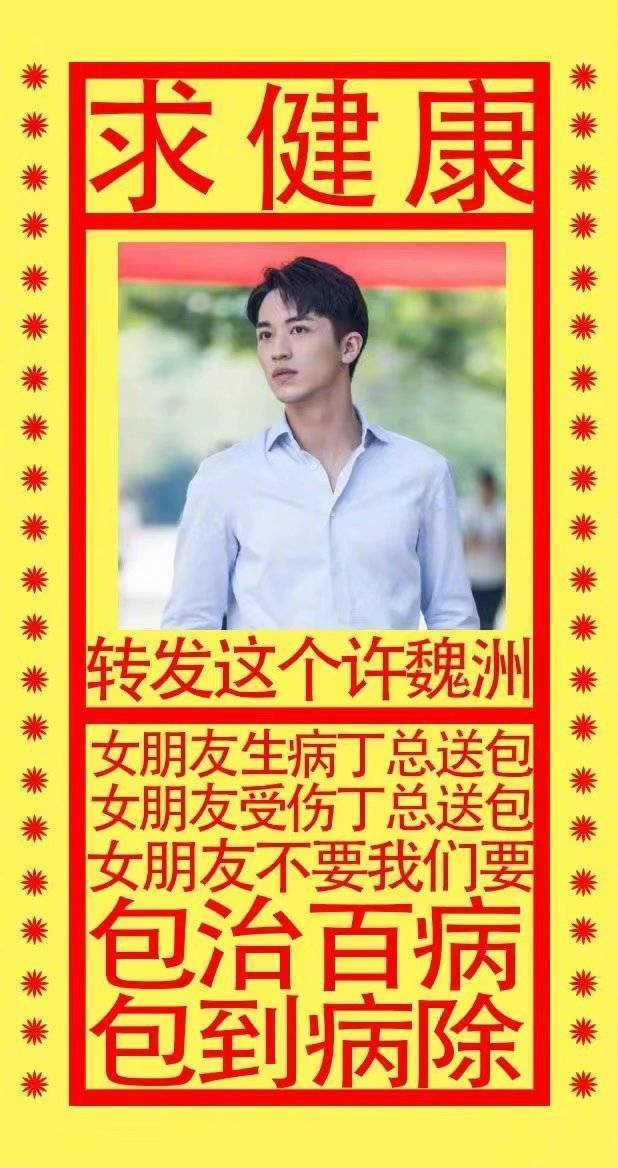 求健康
转发这个许魏洲
女朋友生病丁总送包
女朋友受伤丁总送包
女朋友不要我们要
包治百病
包到病除